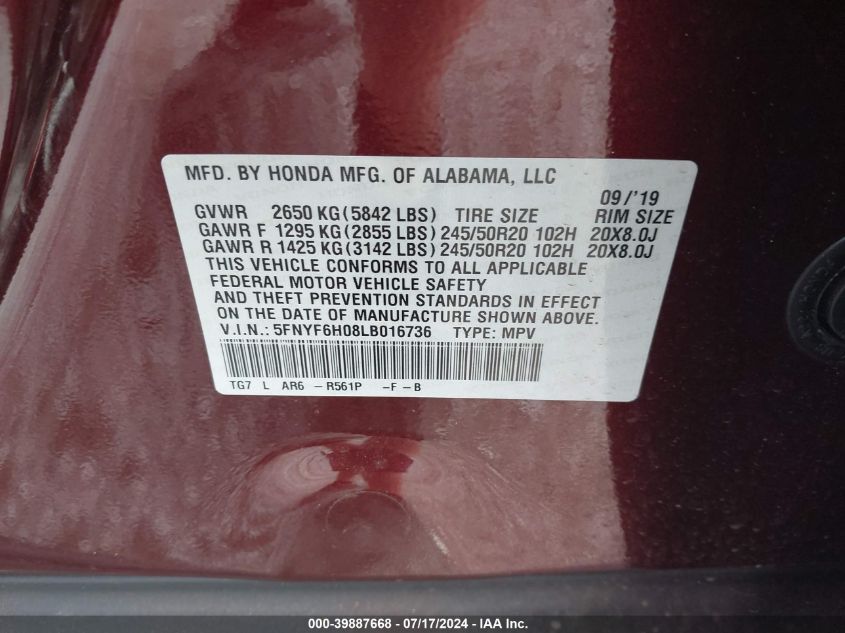 MFD. BY HONDA MFG. OF ALABAMA, LLC
09/'19
GVWR 2650 KG(5842 LBS) TIRE SIZE RIM SIZE
GAWR F 1295 KG(2855 LBS) 245/50R20 102H 20X8.0J
GAWR R 1425 KG(3142 LBS) 245/50R20 102H 20X8.0J
THIS VEHICLE CONFORMS TO ALL APPLICABLE
FEDERAL MOTOR VEHICLE SAFETY
AND THEFT PREVENTION STANDARDS IN EFFECT
ON THE DATE OF MANUFACTURE SHOWN ABOVE.
V.I.N.: 5FNYF6H08LB016736 TYPE: MPV
TG7 L AR6 -R561P -F-B
000-39887668 - 07/17/2024 - IAA Inc.